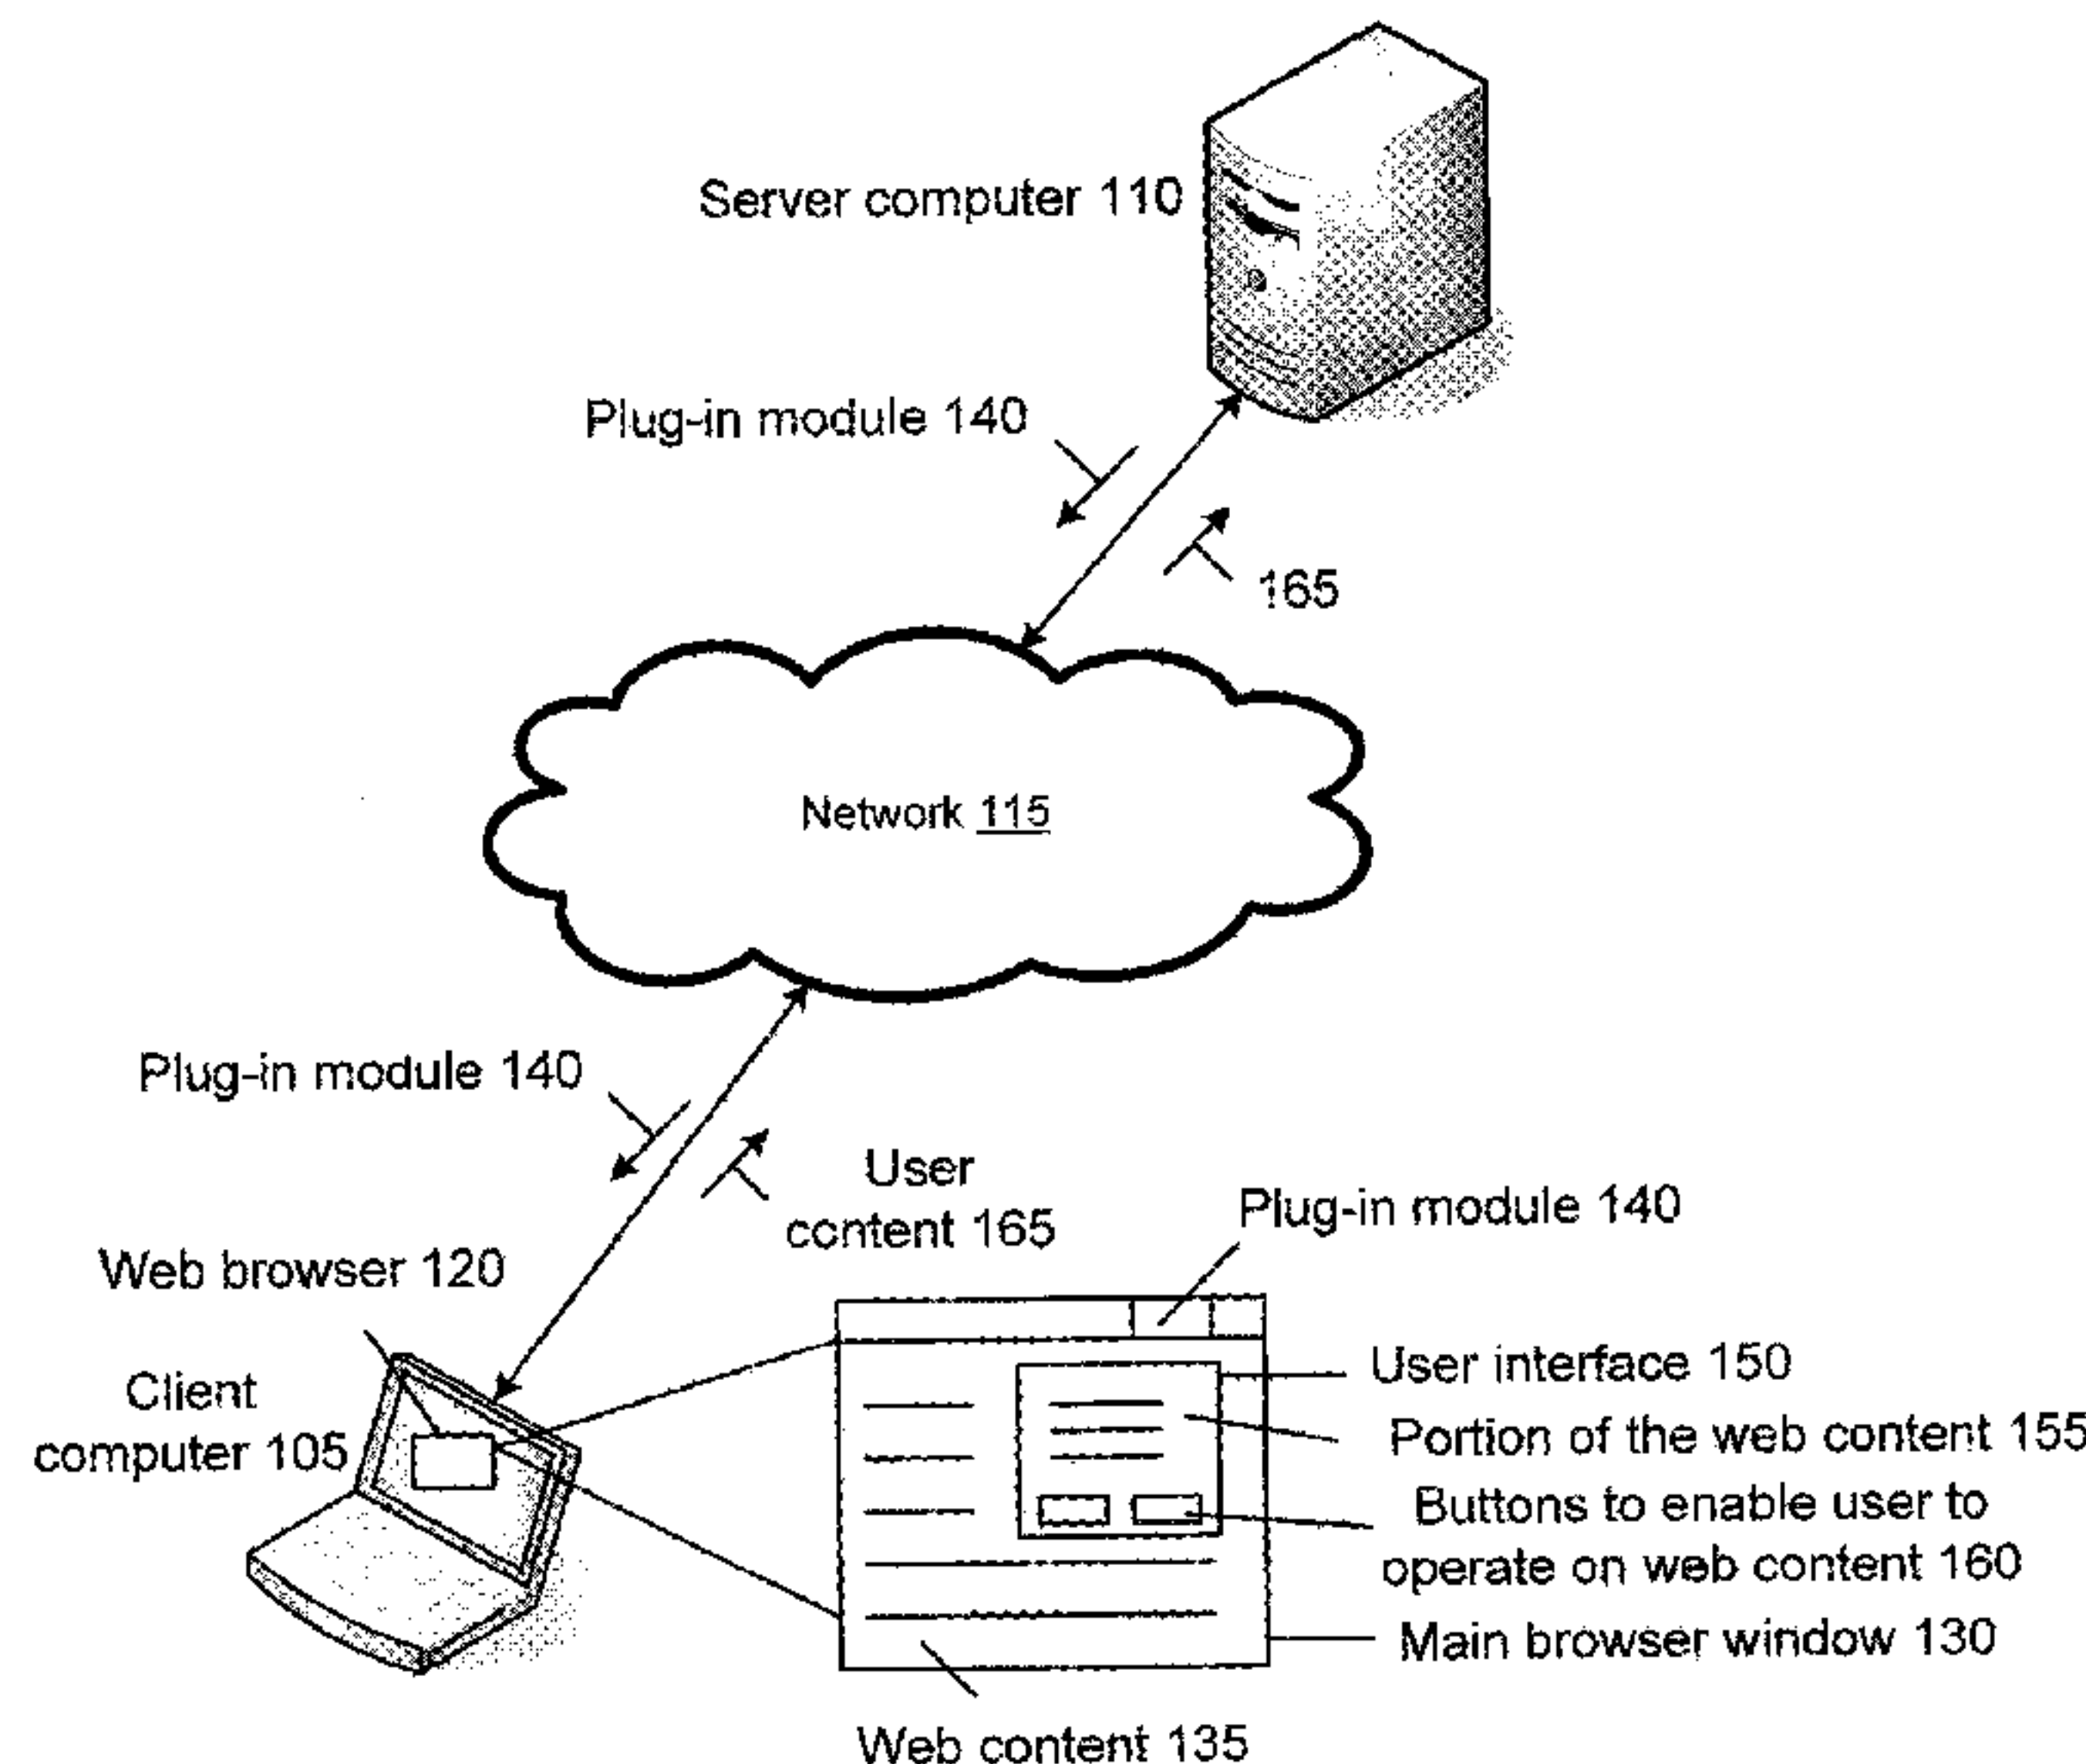 Server computer 110
Plug-in module 140
165
Network 115
Plug-in module 140
User
content 165
Plug-in module 140
Web browser 120
Client
computer 105
User interface 150
Portion of the web content 155
Buttons to enable user to
operate on web content 160
Main browser window 130
Web content 135